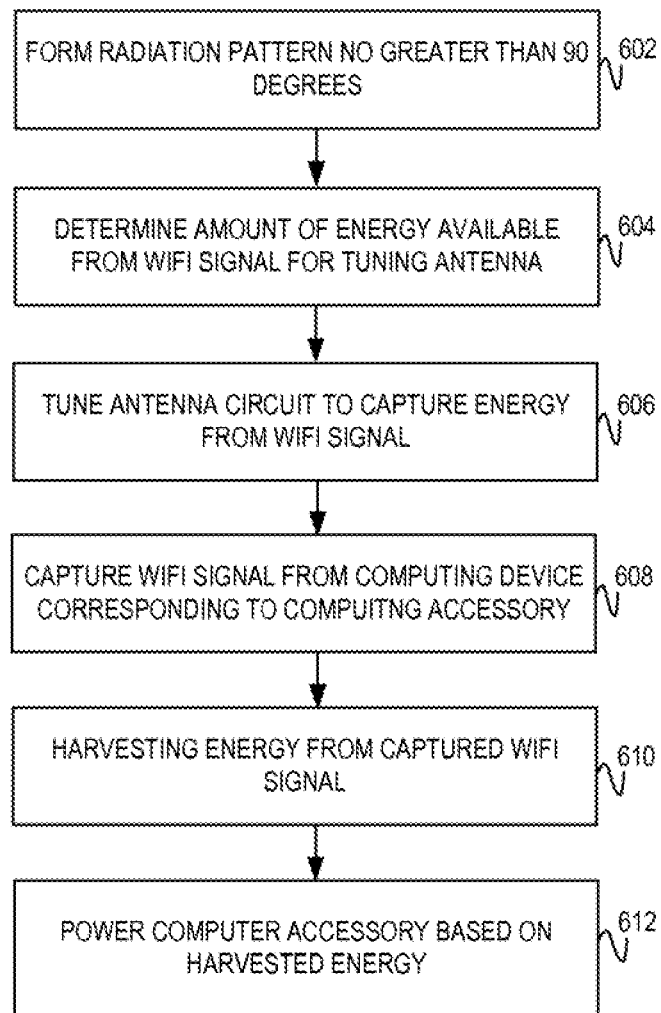 FORM RADIATION PATTERN NO GREATER THAN 90
DEGREES
602
DETERMINE AMOUNT OF ENERGY AVAILABLE
FROM WIFI SIGNAL FOR TUNING ANTENNA
604
TUNE ANTENNA CIRCUIT TO CAPTURE ENERGY
FROM WIFI SIGNAL
606
CAPTURE WIFI SIGNAL FROM COMPUTING DEVICE
CORRESPONDING TO COMPUITNG ACCESSORY
608
HARVESTING ENERGY FROM CAPTURED WIFI
SIGNAL
610
POWER COMPUTER ACCESSORY BASED ON
HARVESTED ENERGY
612